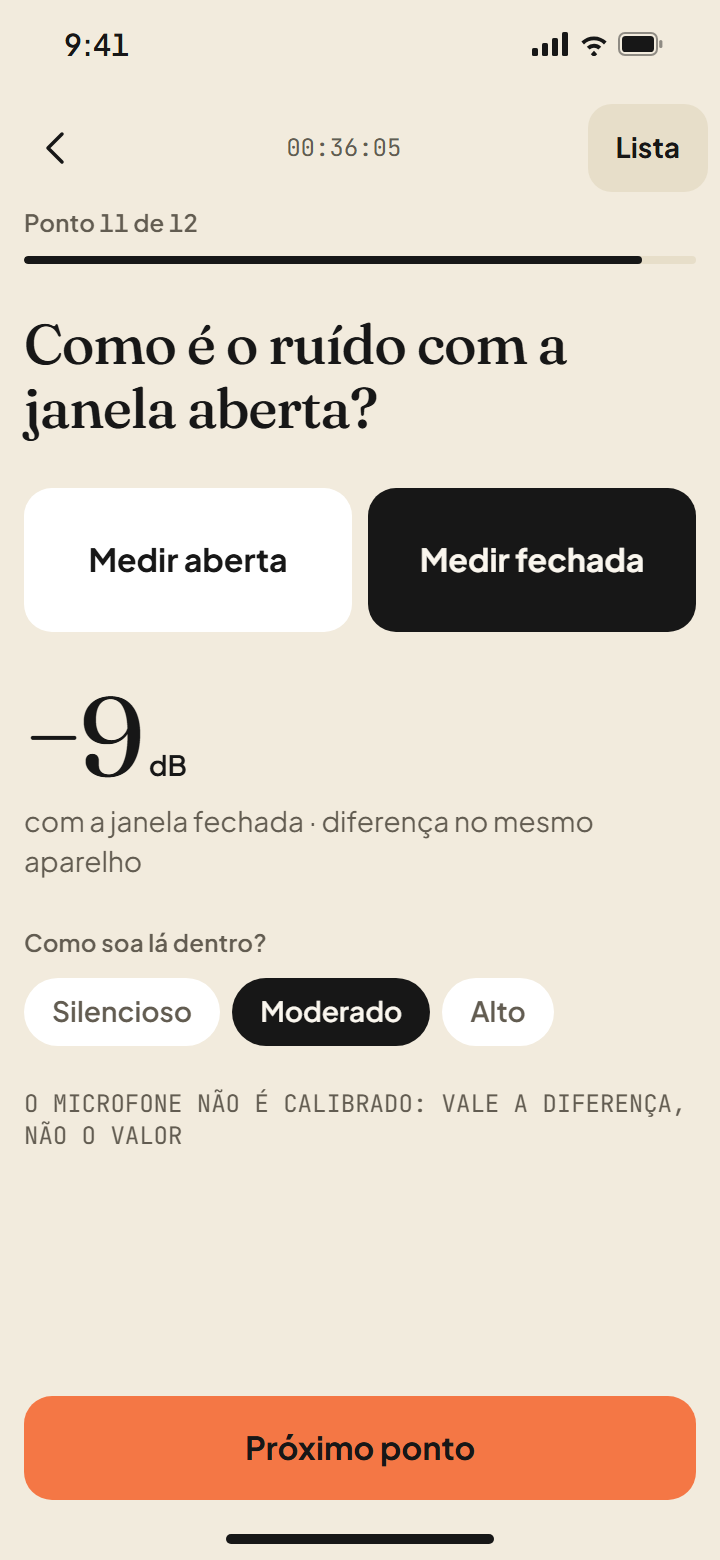 9:41
00:36:05
Lista
Ponto 11 de 12
Como é o ruído com a
janela aberta?
Medir aberta
Medir fechada
−9 dB
com a janela fechada · diferença no mesmo
aparelho
Como soa lá dentro?
Silencioso
Moderado
Alto
O MICROFONE NÃO É CALIBRADO: VALE A DIFERENÇA,
NÃO O VALOR
Próximo ponto